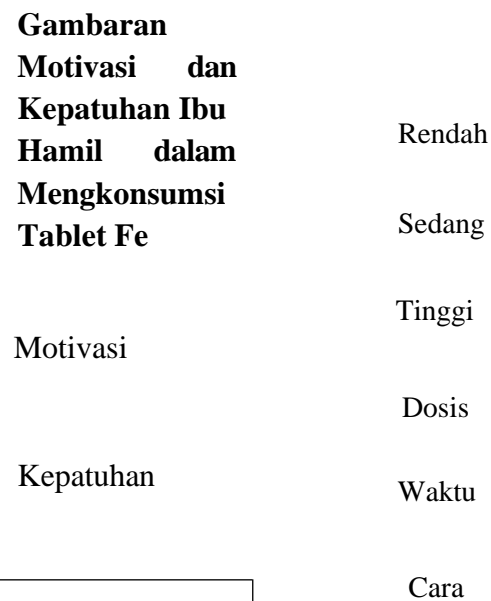 Gambaran
Motivasi dan
Kepatuhan Ibu
Hamil dalam
Mengkonsumsi
Tablet Fe
Motivasi
Kepatuhan
Rendah
Sedang
Tinggi
Dosis
Waktu
Cara